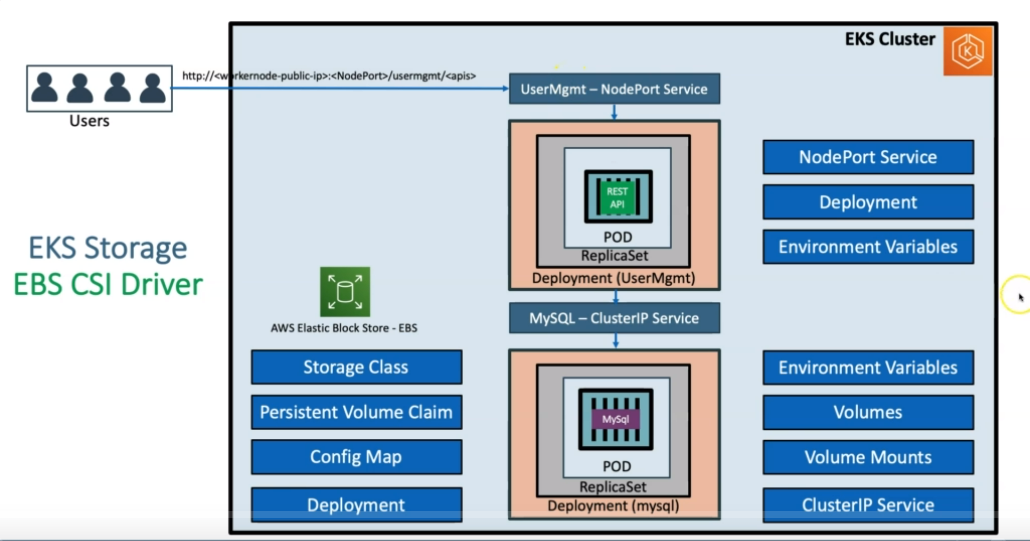 EKS Cluster
http://<workernode-public-ip>:<NodePort>/usermgmt/<apis>
Users
UserMgmt – NodePort Service
REST
API
POD
ReplicaSet
Deployment (UserMgmt)
NodePort Service
Deployment
Environment Variables
EKS Storage
EBS CSI Driver
AWS Elastic Block Store - EBS
Storage Class
Persistent Volume Claim
Config Map
Deployment
MySQL – ClusterIP Service
MySql
POD
ReplicaSet
Deployment (mysql)
Environment Variables
Volumes
Volume Mounts
ClusterIP Service